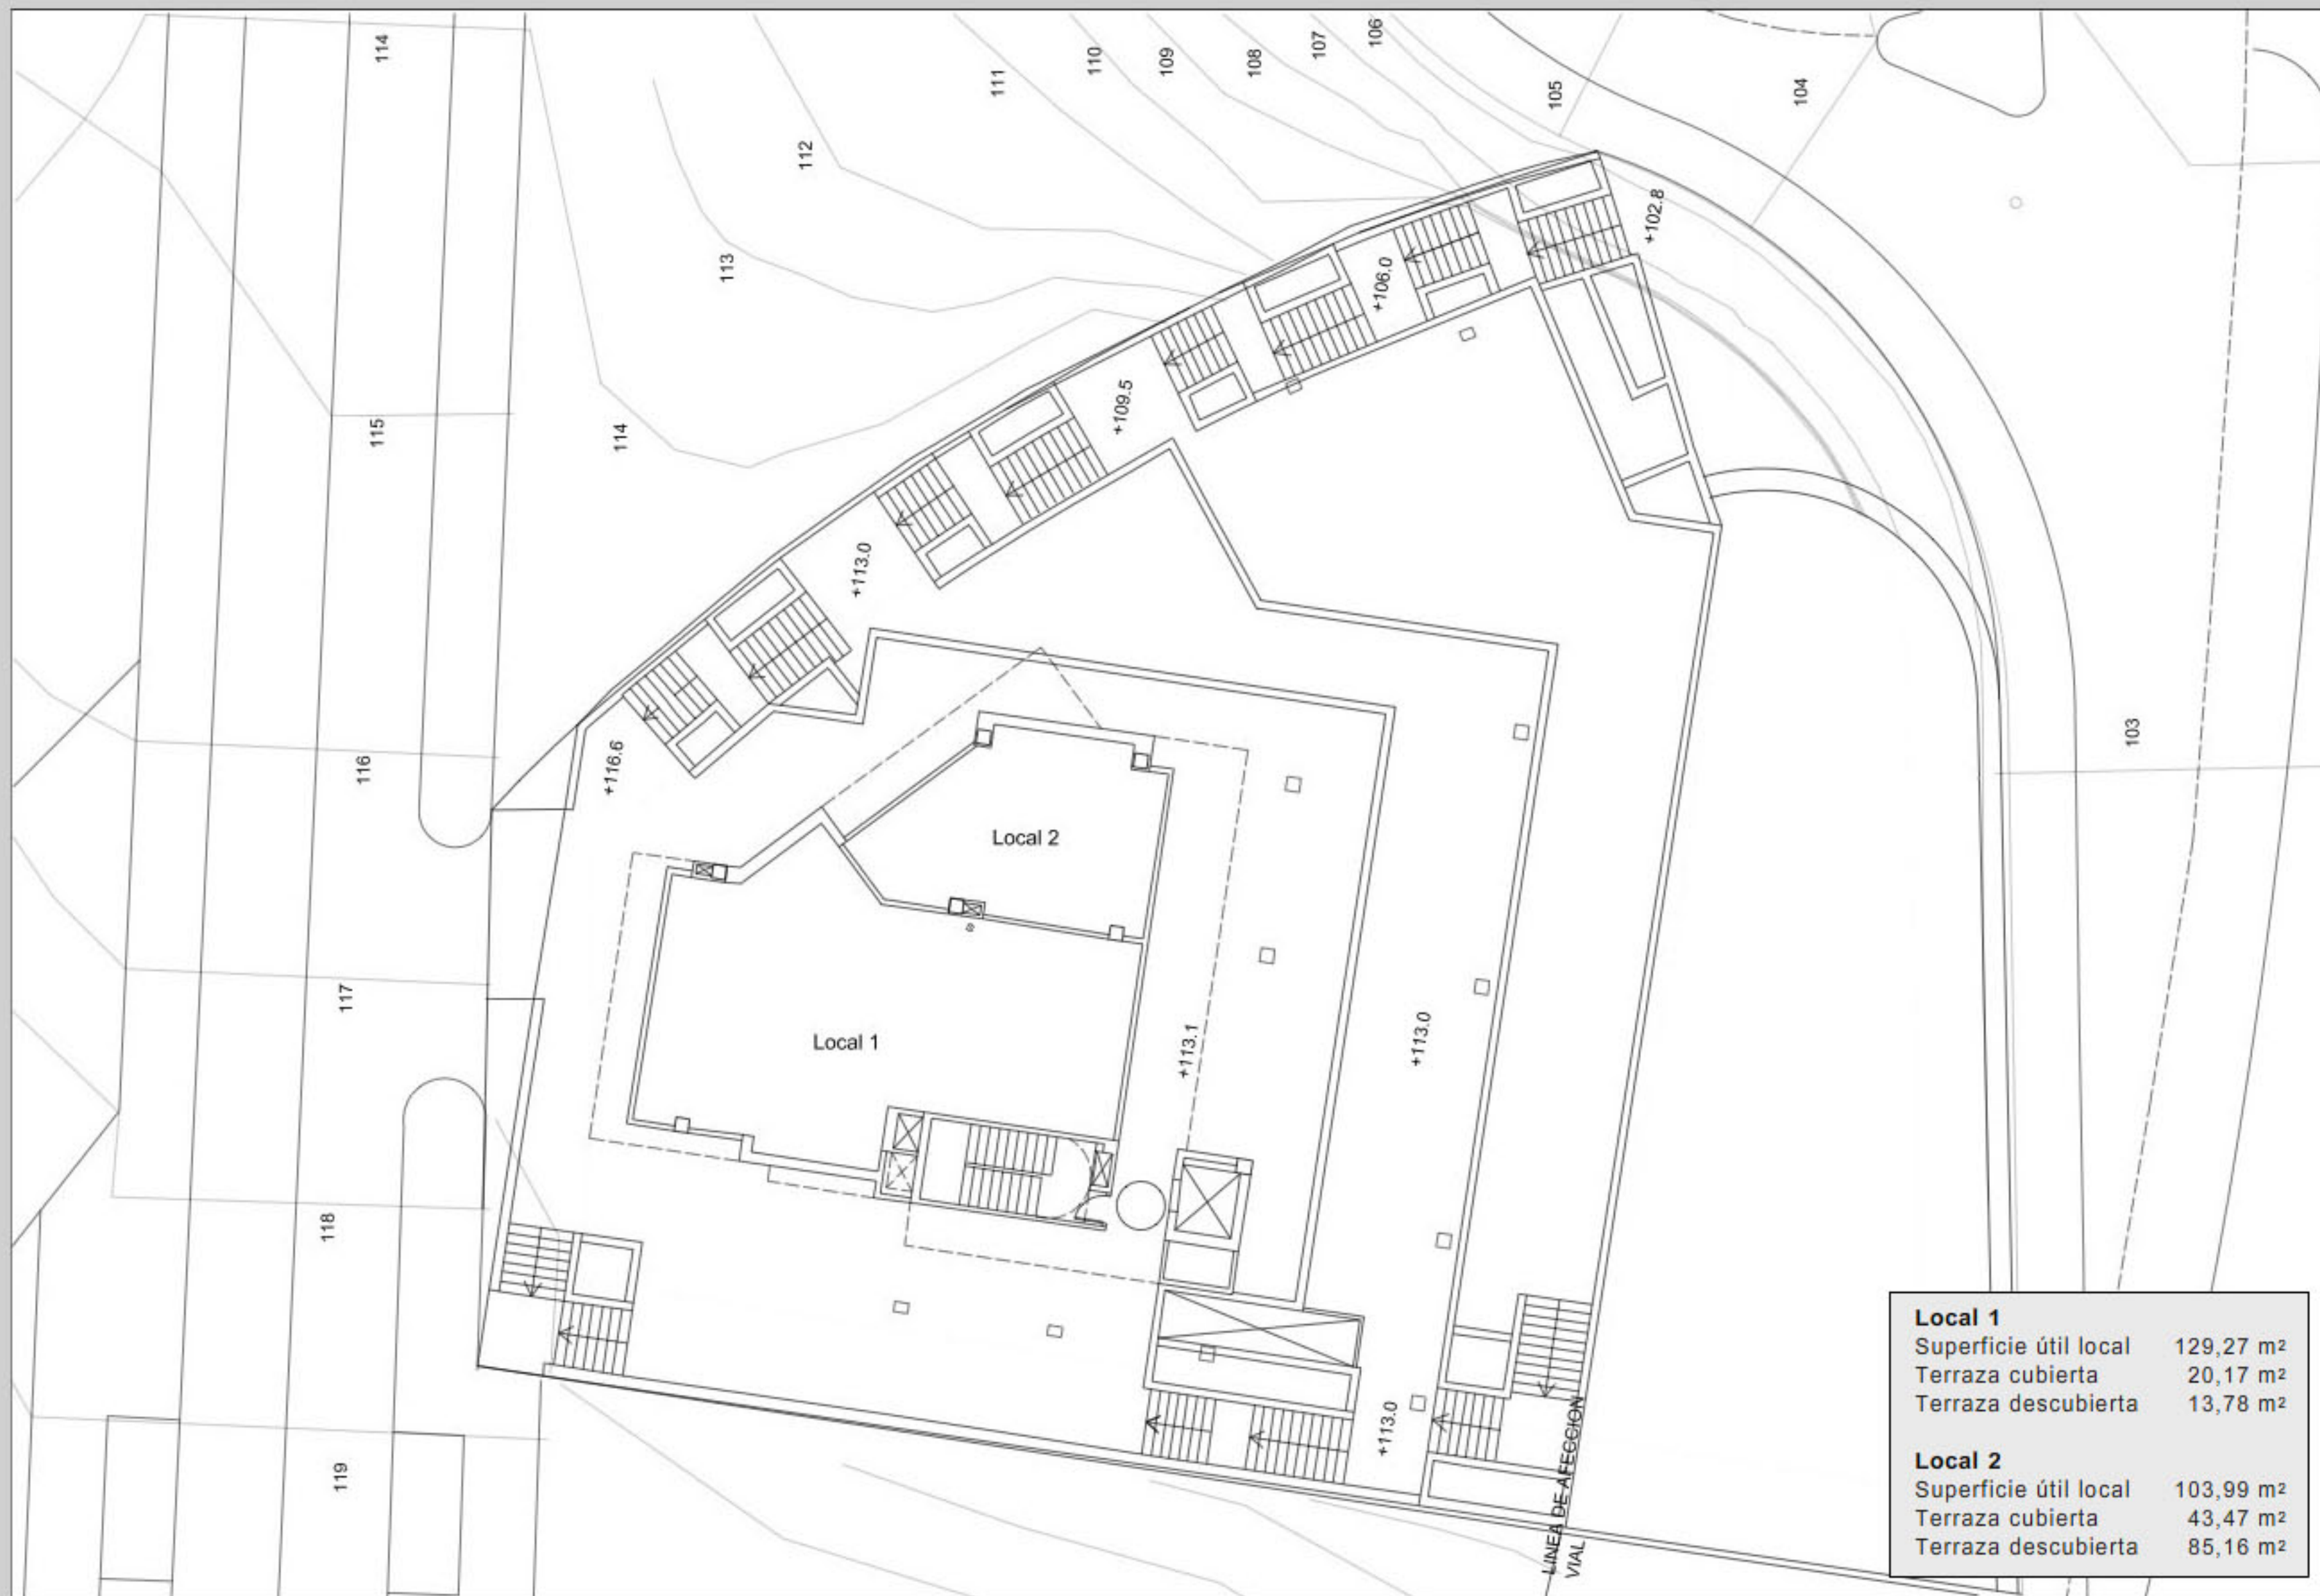 114
111
110
109
108
107
106
105
104
112
+102.8
113
+106.0
+109.5
115
114
+113.0
103
116
+116.6
Local 2
s
117
Local 1
+113.1
+113.0
118
+113.0
119
LINEA DE AFECCION
VIAL
Local 1
Superficie útil local 129,27 m²
Terraza cubierta 20,17 m²
Terraza descubierta 13,78 m²
Local 2
Superficie útil local 103,99 m²
Terraza cubierta 43,47 m²
Terraza descubierta 85,16 m²